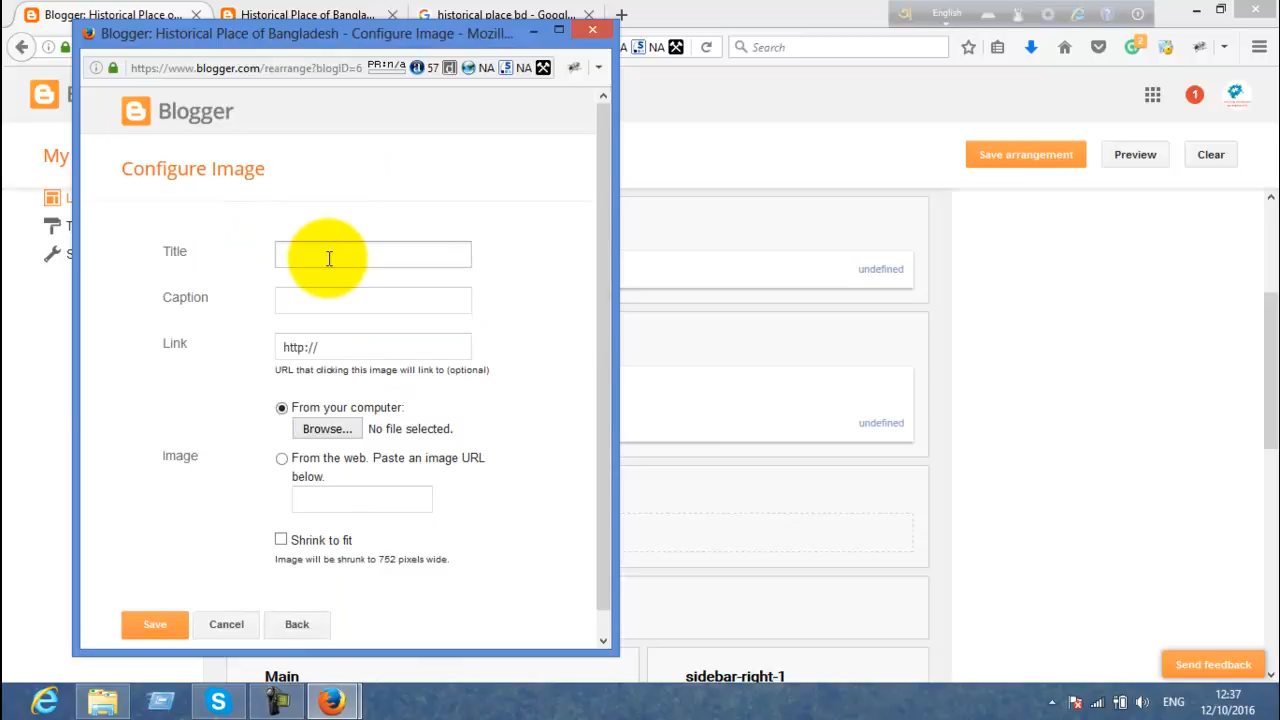 Blogger: Historical Place o...
Historical Place of Bangla...
historical place bd - Goog...
English
Blogger: Historical Place of Bangladesh - Configure Image - Mozill...
https://www.blogger.com/rearrange?blogID=6
PR: n/a
57
NA
NA
NA
Search
2
Blogger
1
My
Save arrangement
Preview
Clear
Configure Image
Title
undefined
Caption
Link
http://
URL that clicking this image will link to (optional)
From your computer:
Browse...
No file selected.
undefined
Image
From the web. Paste an image URL
below.
Shrink to fit
Image will be shrunk to 752 pixels wide.
Save
Cancel
Back
Send feedback
Main
sidebar-right-1
ENG
12:37
12/10/2016